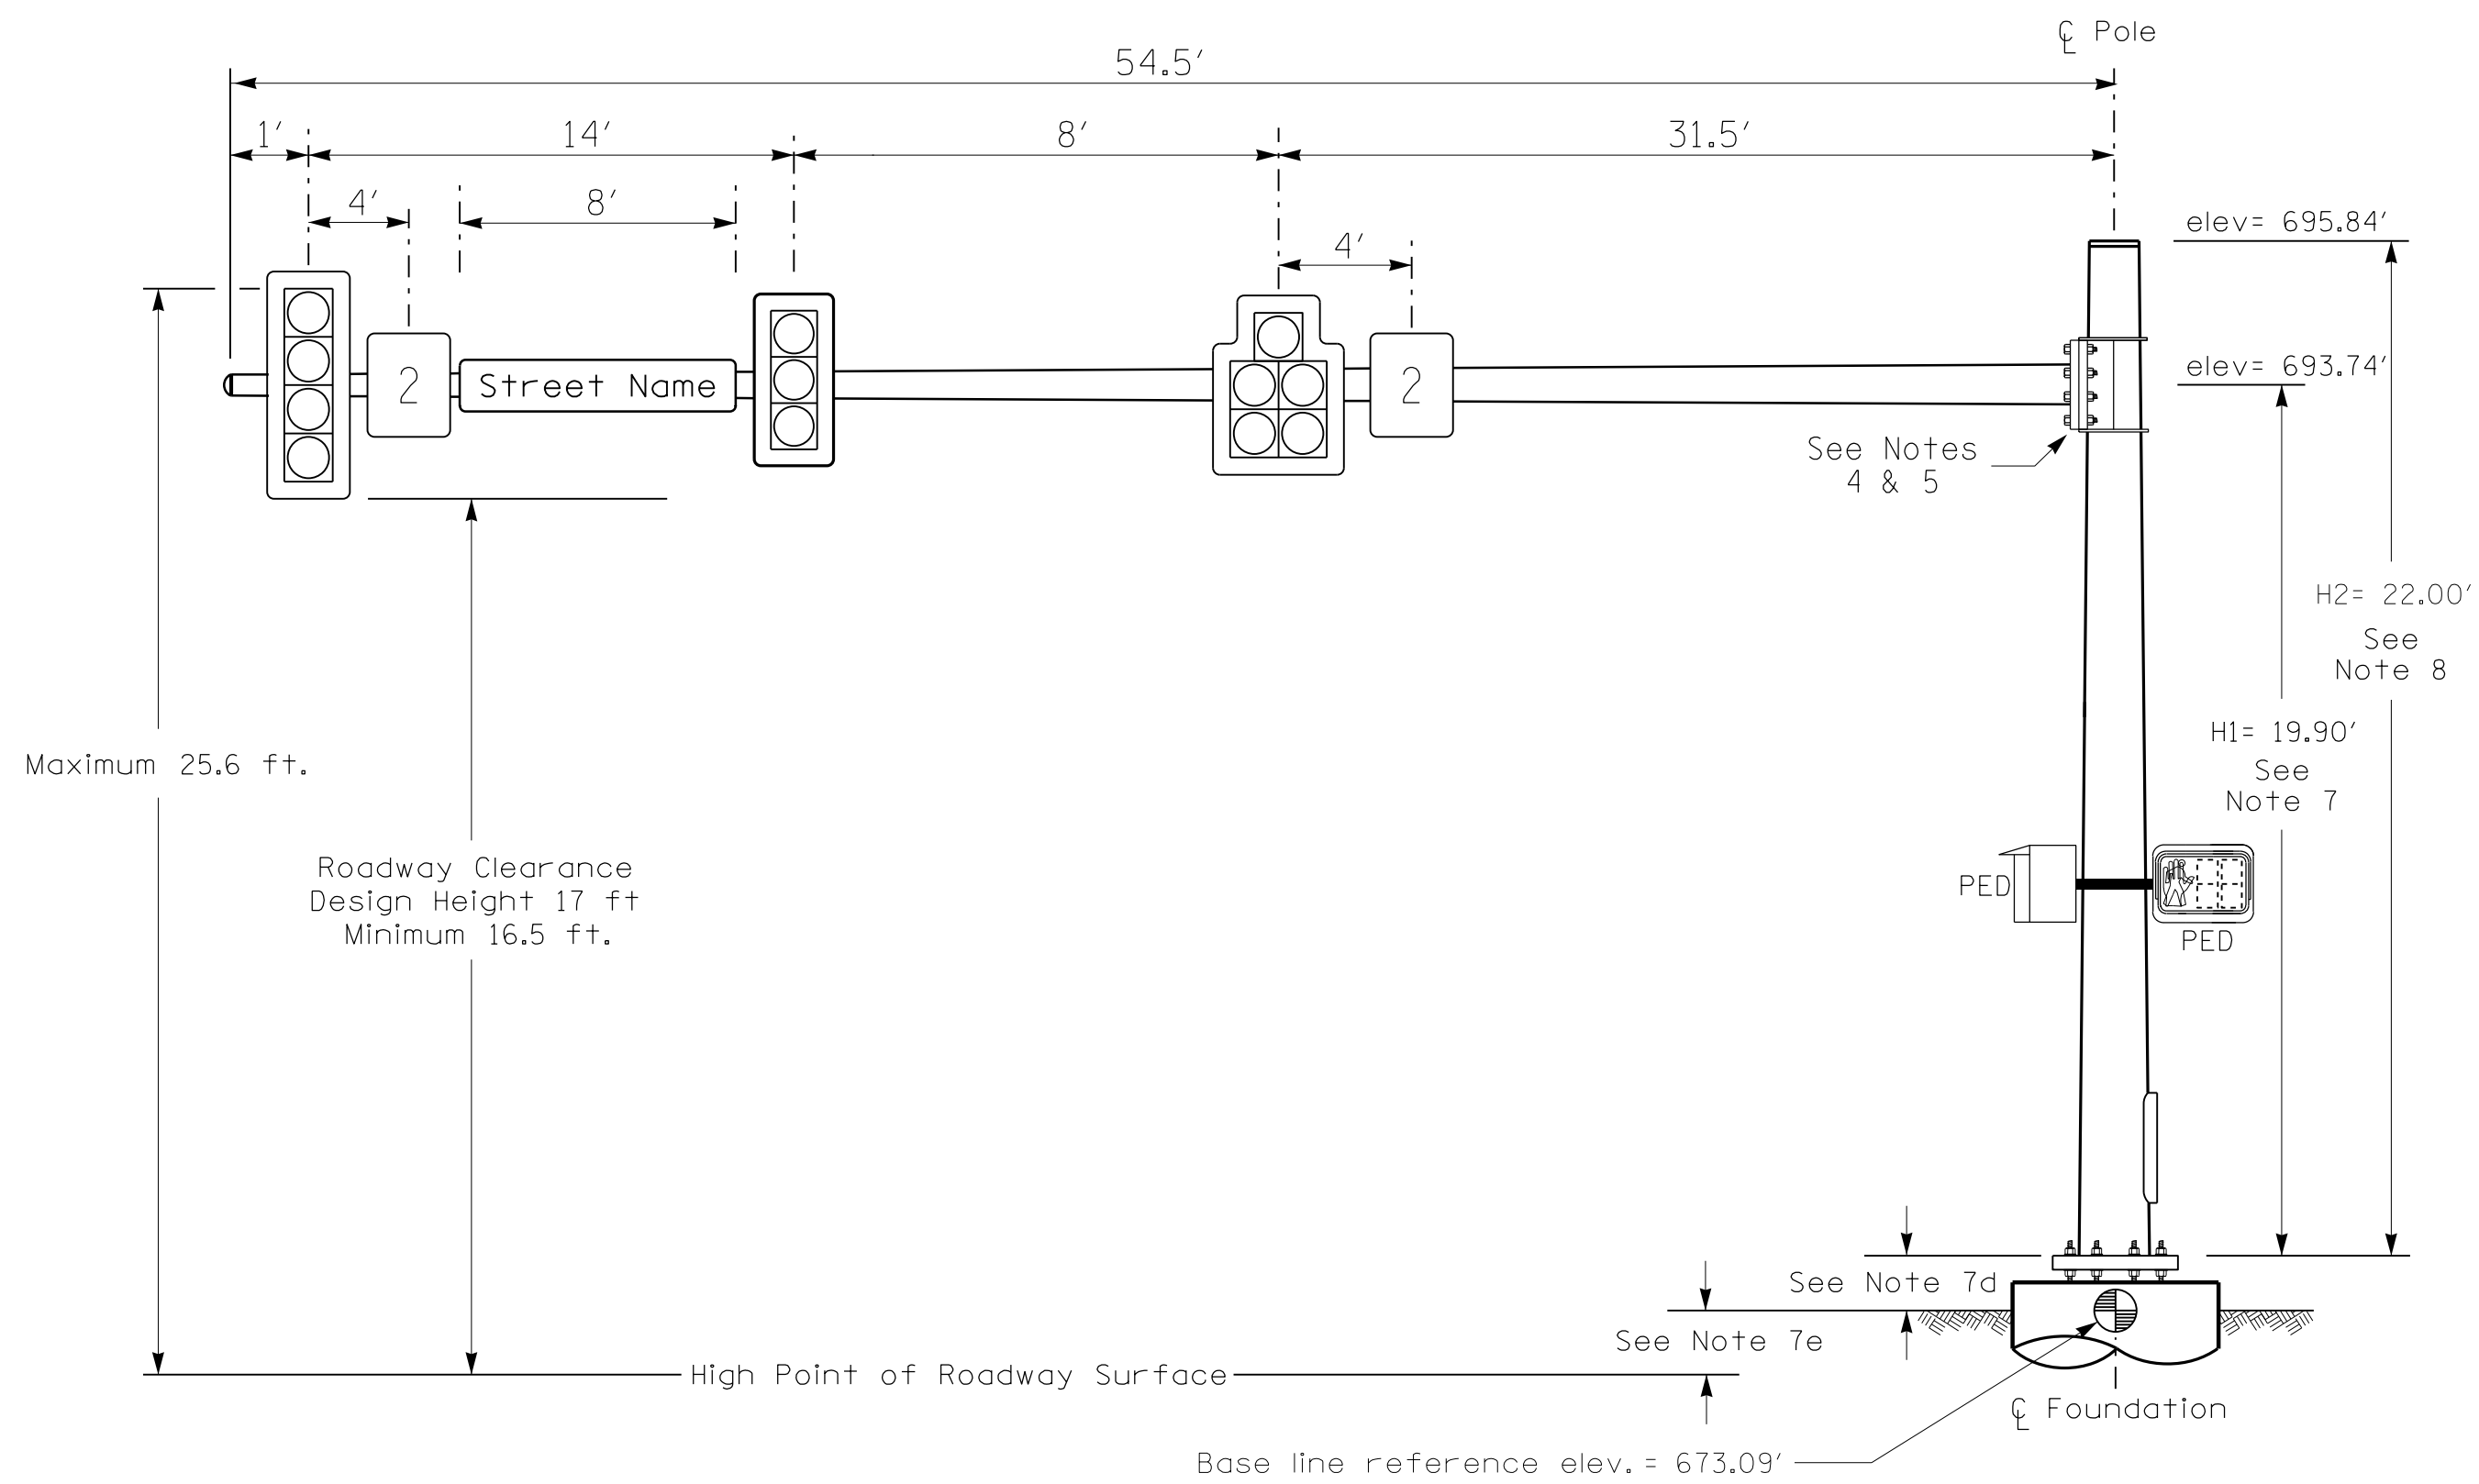 ℄ Pole
54.5'
1'
14'
8'
31.5'
4'
8'
4'
elev= 695.84'
elev= 693.74'
2
Street Name
2
See Notes
4 & 5
H2= 22.00'
See
Note 8
H1= 19.90'
See
Note 7
Maximum 25.6 ft.
Roadway Clearance
Design Height 17 ft
Minimum 16.5 ft.
PED
PED
See Note 7d
See Note 7e
High Point of Roadway Surface
℄ Foundation
Base line reference elev. = 673.09'